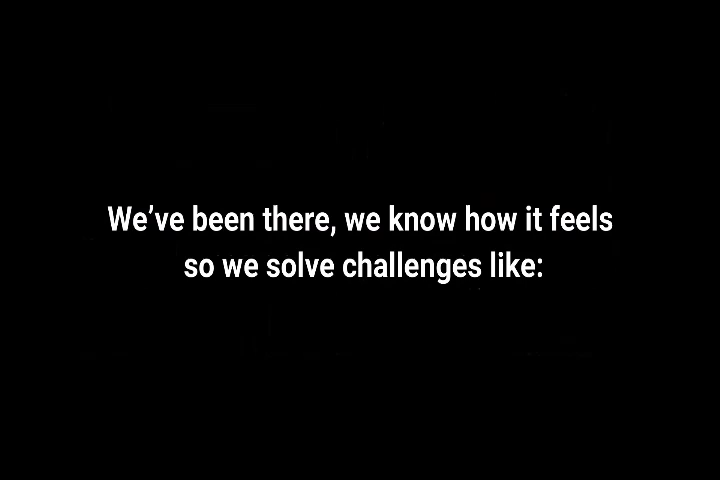 We’ve been there, we know how it feels
so we solve challenges like: